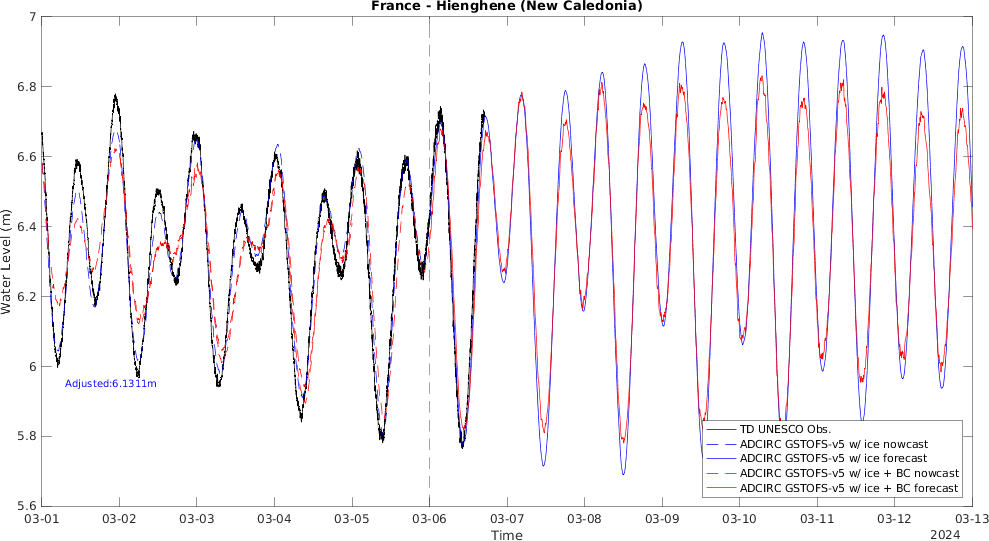 France - Hienghene (New Caledonia)
7
6.8
6.6
6.4
6.2
6
5.8
5.6
Water Level (m)
Adjusted:6.1311m
TD UNESCO Obs.
ADCIRC GSTOFS-v5 w/ ice nowcast
ADCIRC GSTOFS-v5 w/ ice forecast
ADCIRC GSTOFS-v5 w/ ice + BC nowcast
ADCIRC GSTOFS-v5 w/ ice + BC forecast
03-01 03-02 03-03 03-04 03-05 03-06 03-07 03-08 03-09 03-10 03-11 03-12 03-13
Time
2024